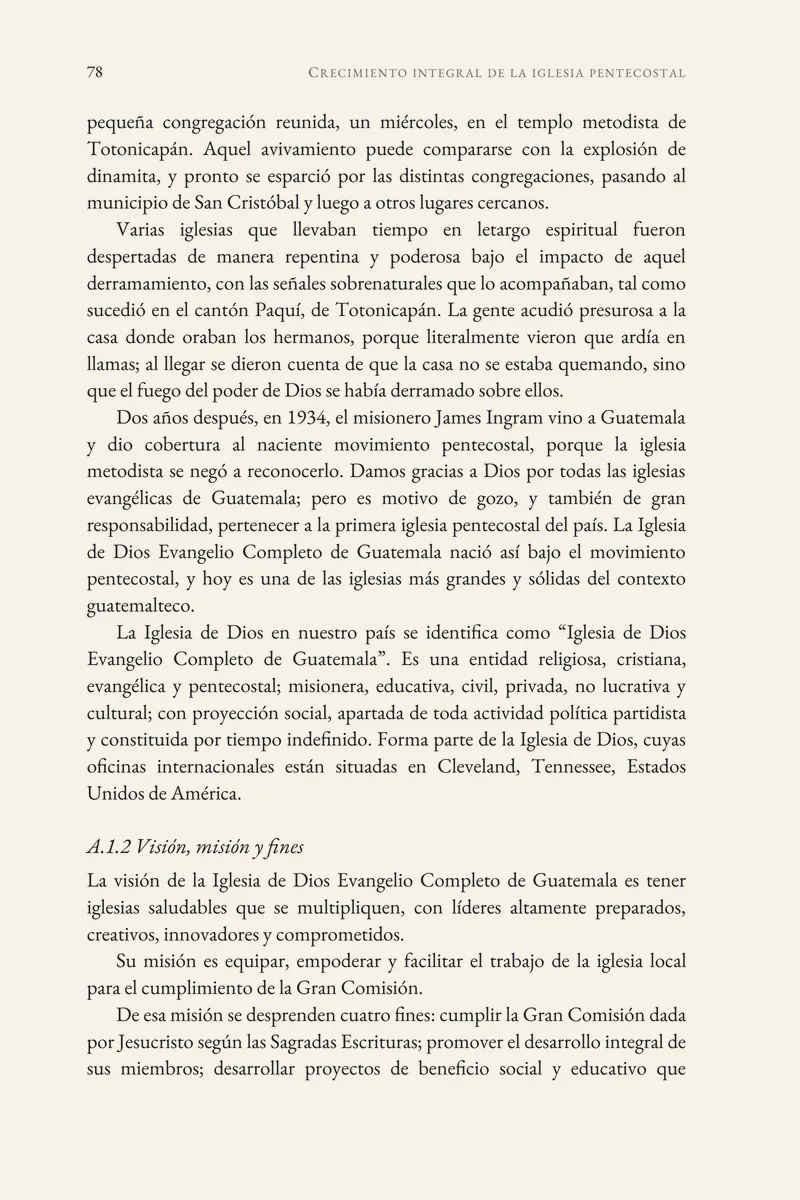 78 CRECIMIENTO INTEGRAL DE LA IGLESIA PENTECOSTAL
pequeña congregación reunida, un miércoles, en el templo metodista de
Totonicapán. Aquel avivamiento puede compararse con la explosión de
dinamita, y pronto se esparció por las distintas congregaciones, pasando al
municipio de San Cristóbal y luego a otros lugares cercanos.
Varias iglesias que llevaban tiempo en letargo espiritual fueron
despertadas de manera repentina y poderosa bajo el impacto de aquel
derramamiento, con las señales sobrenaturales que lo acompañaban, tal como
sucedió en el cantón Paquí, de Totonicapán. La gente acudió presurosa a la
casa donde oraban los hermanos, porque literalmente vieron que ardía en
llamas; al llegar se dieron cuenta de que la casa no se estaba quemando, sino
que el fuego del poder de Dios se había derramado sobre ellos.
Dos años después, en 1934, el misionero James Ingram vino a Guatemala
y dio cobertura al naciente movimiento pentecostal, porque la iglesia
metodista se negó a reconocerlo. Damos gracias a Dios por todas las iglesias
evangélicas de Guatemala; pero es motivo de gozo, y también de gran
responsabilidad, pertenecer a la primera iglesia pentecostal del país. La Iglesia
de Dios Evangelio Completo de Guatemala nació así bajo el movimiento
pentecostal, y hoy es una de las iglesias más grandes y sólidas del contexto
guatemalteco.
La Iglesia de Dios en nuestro país se identifica como “Iglesia de Dios
Evangelio Completo de Guatemala”. Es una entidad religiosa, cristiana,
evangélica y pentecostal; misionera, educativa, civil, privada, no lucrativa y
cultural; con proyección social, apartada de toda actividad política partidista
y constituida por tiempo indefinido. Forma parte de la Iglesia de Dios, cuyas
oficinas internacionales están situadas en Cleveland, Tennessee, Estados
Unidos de América.
A.1.2 Visión, misión y fines
La visión de la Iglesia de Dios Evangelio Completo de Guatemala es tener
iglesias saludables que se multipliquen, con líderes altamente preparados,
creativos, innovadores y comprometidos.
Su misión es equipar, empoderar y facilitar el trabajo de la iglesia local
para el cumplimiento de la Gran Comisión.
De esa misión se desprenden cuatro fines: cumplir la Gran Comisión dada
por Jesucristo según las Sagradas Escrituras; promover el desarrollo integral de
sus miembros; desarrollar proyectos de beneficio social y educativo que